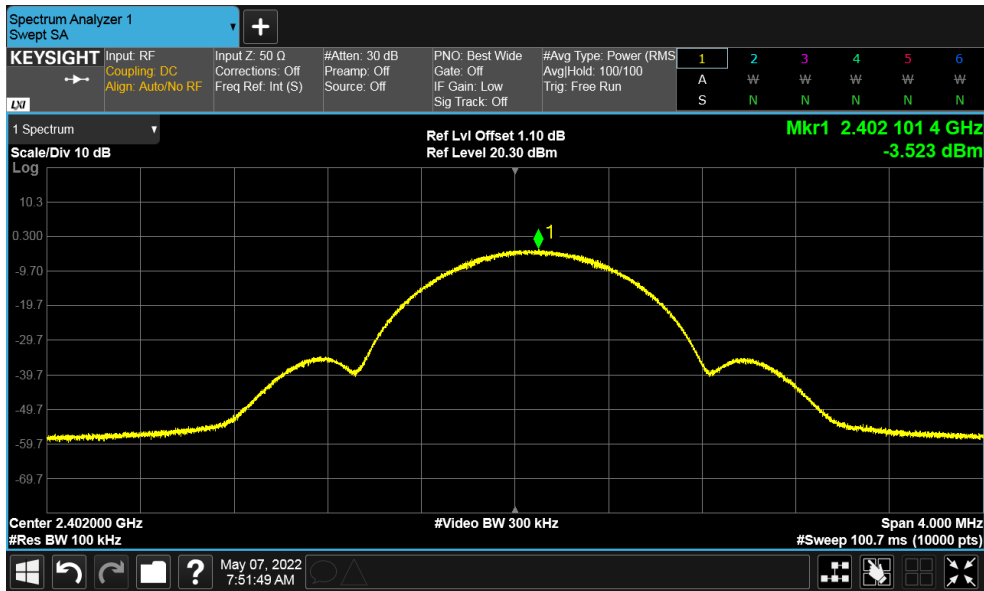 Spectrum Analyzer 1
Swept SA
+
KEYSIGHT
LXI
Input: RF
Coupling: DC
Align: Auto/No RF
Input Z: 50 Ω
Corrections: Off
Freq Ref: Int (S)
#Atten: 30 dB
Preamp: Off
Source: Off
PNO: Best Wide
Gate: Off
IF Gain: Low
Sig Track: Off
#Avg Type: Power (RMS
Avg|Hold: 100/100
Trig: Free Run
1 2 3 4 5 6
A W W W W W
S N N N N N
1 Spectrum
Scale/Div 10 dB
Log
Ref Lvl Offset 1.10 dB
Ref Level 20.30 dBm
Mkr1 2.402 101 4 GHz
-3.523 dBm
10.3
0.300
-9.70
-19.7
-29.7
-39.7
-49.7
-59.7
-69.7
1
Center 2.402000 GHz
#Res BW 100 kHz
#Video BW 300 kHz
Span 4.000 MHz
#Sweep 100.7 ms (10000 pts)
?
May 07, 2022
7:51:49 AM